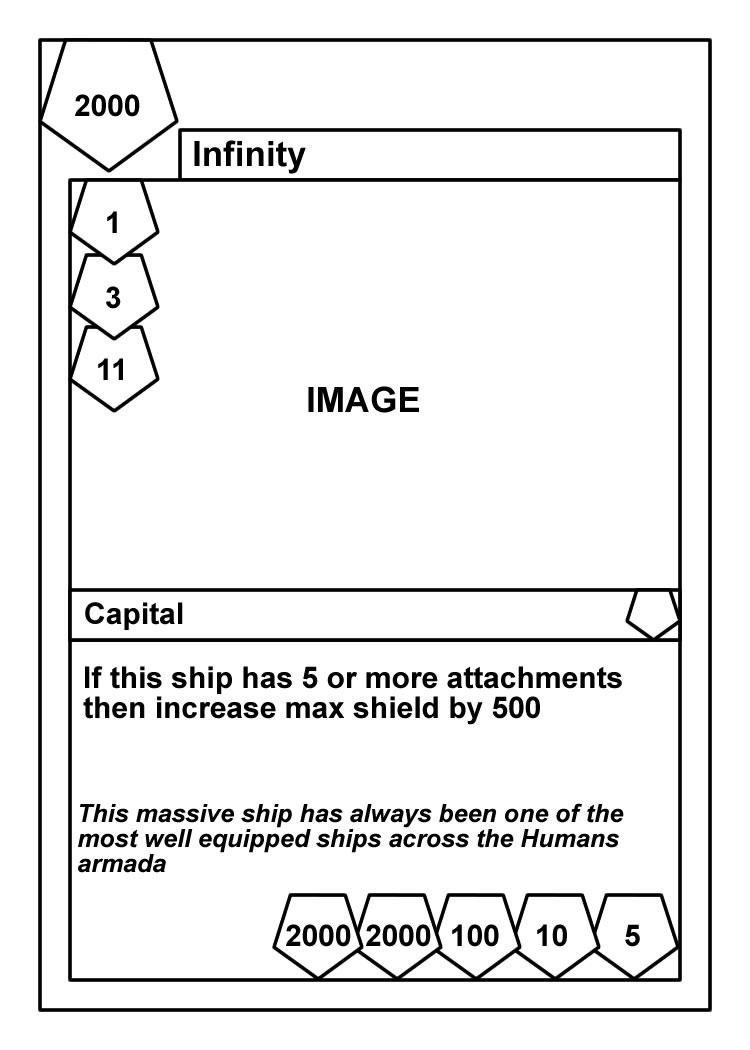 2000
Infinity
1
3
11
IMAGE
Capital
If this ship has 5 or more attachments
then increase max shield by 500
This massive ship has always been one of the
most well equipped ships across the Humans
armada
2000 2000 100 10 5